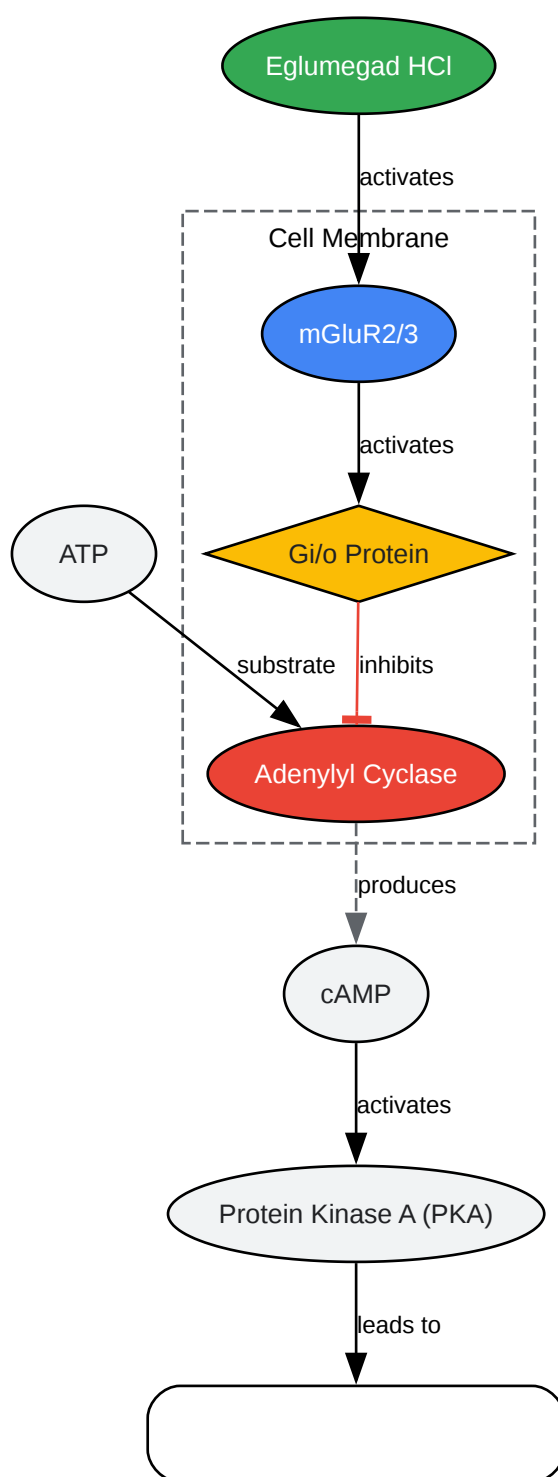 Eglumegad HCl
activates
Cell Membrane
mGluR2/3
activates
Gi/o Protein
ATP
substrate
inhibits
Adenylyl Cyclase
produces
cAMP
activates
Protein Kinase A (PKA)
leads to